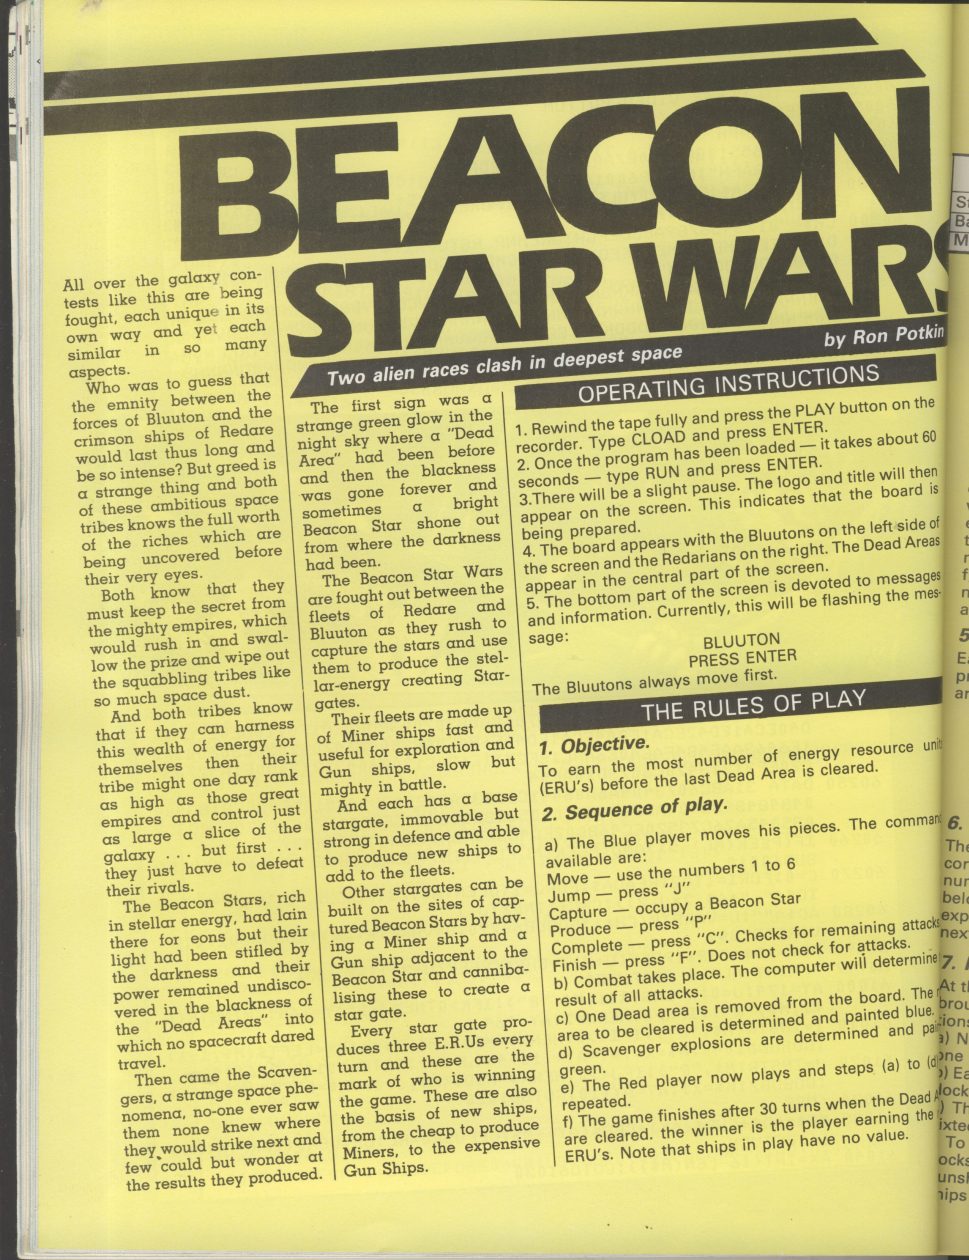 BEACON
STAR WARS
Two alien races clash in deepest space
by Ron Potkin
All over the galaxy con-
tests like this are being
fought, each unique in its
own way and yet each
similar in so many
aspects.
Who was to guess that
the emnity between the
forces of Bluuton and the
crimson ships of Redare
would last thus long and
be so intense? But greed is
a strange thing and both
of these ambitious space
tribes knows the full worth
of the riches which are
being uncovered before
their very eyes.
Both know that they
must keep the secret from
the mighty empires, which
would rush in and swal-
low the prize and wipe out
the squabbling tribes like
so much space dust.
And both tribes know
that if they can harness
this wealth of energy for
themselves then their
tribe might one day rank
as high as those great
empires and control just
as large a slice of the
galaxy . . . but first . . .
they just have to defeat
their rivals.
The Beacon Stars, rich
in stellar energy, had lain
there for eons but their
light had been stifled by
the darkness and their
power remained undisco-
vered in the blackness of
the "Dead Areas" into
which no spacecraft dared
travel.
Then came the Scaven-
gers, a strange space phe-
nomena, no-one ever saw
them none knew where
they would strike next and
few could but wonder at
the results they produced.
The first sign was a
strange green glow in the
night sky where a "Dead
Area" had been before
and then the blackness
was gone forever and
sometimes a bright
Beacon Star shone out
from where the darkness
had been.
The Beacon Star Wars
are fought out between the
fleets of Redare and
Bluuton as they rush to
capture the stars and use
them to produce the stel-
lar-energy creating Star-
gates.
Their fleets are made up
of Miner ships fast and
useful for exploration and
Gun ships, slow but
mighty in battle.
And each has a base
stargate, immovable but
strong in defence and able
to produce new ships to
add to the fleets.
Other stargates can be
built on the sites of cap-
tured Beacon Stars by hav-
ing a Miner ship and a
Gun ship adjacent to the
Beacon Star and canniba-
lising these to create a
star gate.
Every star gate pro-
duces three E.R.Us every
turn and these are the
mark of who is winning
the game. These are also
the basis of new ships,
from the cheap to produce
Miners, to the expensive
Gun Ships.
OPERATING INSTRUCTIONS
1. Rewind the tape fully and press the PLAY button on the
recorder. Type CLOAD and press ENTER.
2. Once the program has been loaded — it takes about 60
seconds — type RUN and press ENTER.
3.There will be a slight pause. The logo and title will then
appear on the screen. This indicates that the board is
being prepared.
4. The board appears with the Bluutons on the left side of
the screen and the Redarians on the right. The Dead Areas
appear in the central part of the screen.
5. The bottom part of the screen is devoted to messages
and information. Currently, this will be flashing the mes-
sage:
BLUUTON
PRESS ENTER
The Bluutons always move first.
THE RULES OF PLAY
1. Objective.
To earn the most number of energy resource unit
(ERU's) before the last Dead Area is cleared.
2. Sequence of play.
a) The Blue player moves his pieces. The comman
available are:
Move — use the numbers 1 to 6
Jump — press "J"
Capture — occupy a Beacon Star
Produce — press "P"
Complete — press "C". Checks for remaining attacks
Finish — press "F". Does not check for attacks.
b) Combat takes place. The computer will determine
result of all attacks.
c) One Dead area is removed from the board. The
area to be cleared is determined and painted blue.
d) Scavenger explosions are determined and pai
green.
e) The Red player now plays and steps (a) to (d
repeated.
f) The game finishes after 30 turns when the Dead A
are cleared. the winner is the player earning the
ERU's. Note that ships in play have no value.